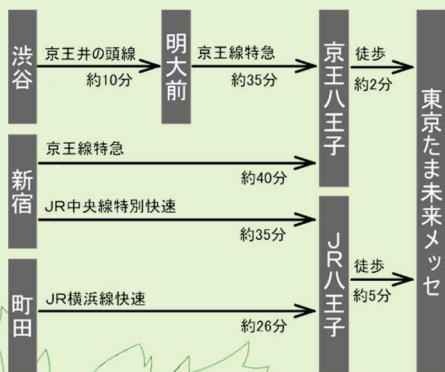 渋谷
京王井の頭線
約10分
明大前
京王線特急
約35分
京王八王子
徒歩
約2分
東京たま未来メッセ
新宿
京王線特急
約40分
JR中央線特別快速
約35分
JR八王子
徒歩
約5分
町田
JR横浜線快速
約26分